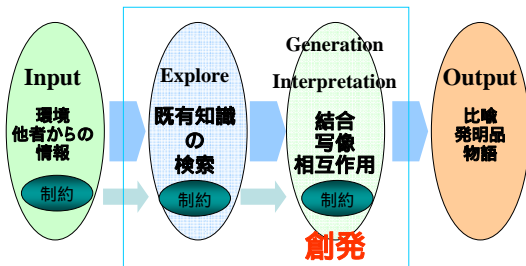 Input
環境
他者からの
情報
制約
Explore
既有知識
の
検索
制約
Generation
Interpretation
結合
写像
相互作用
制約
創発
Output
比喩
発明品
物語